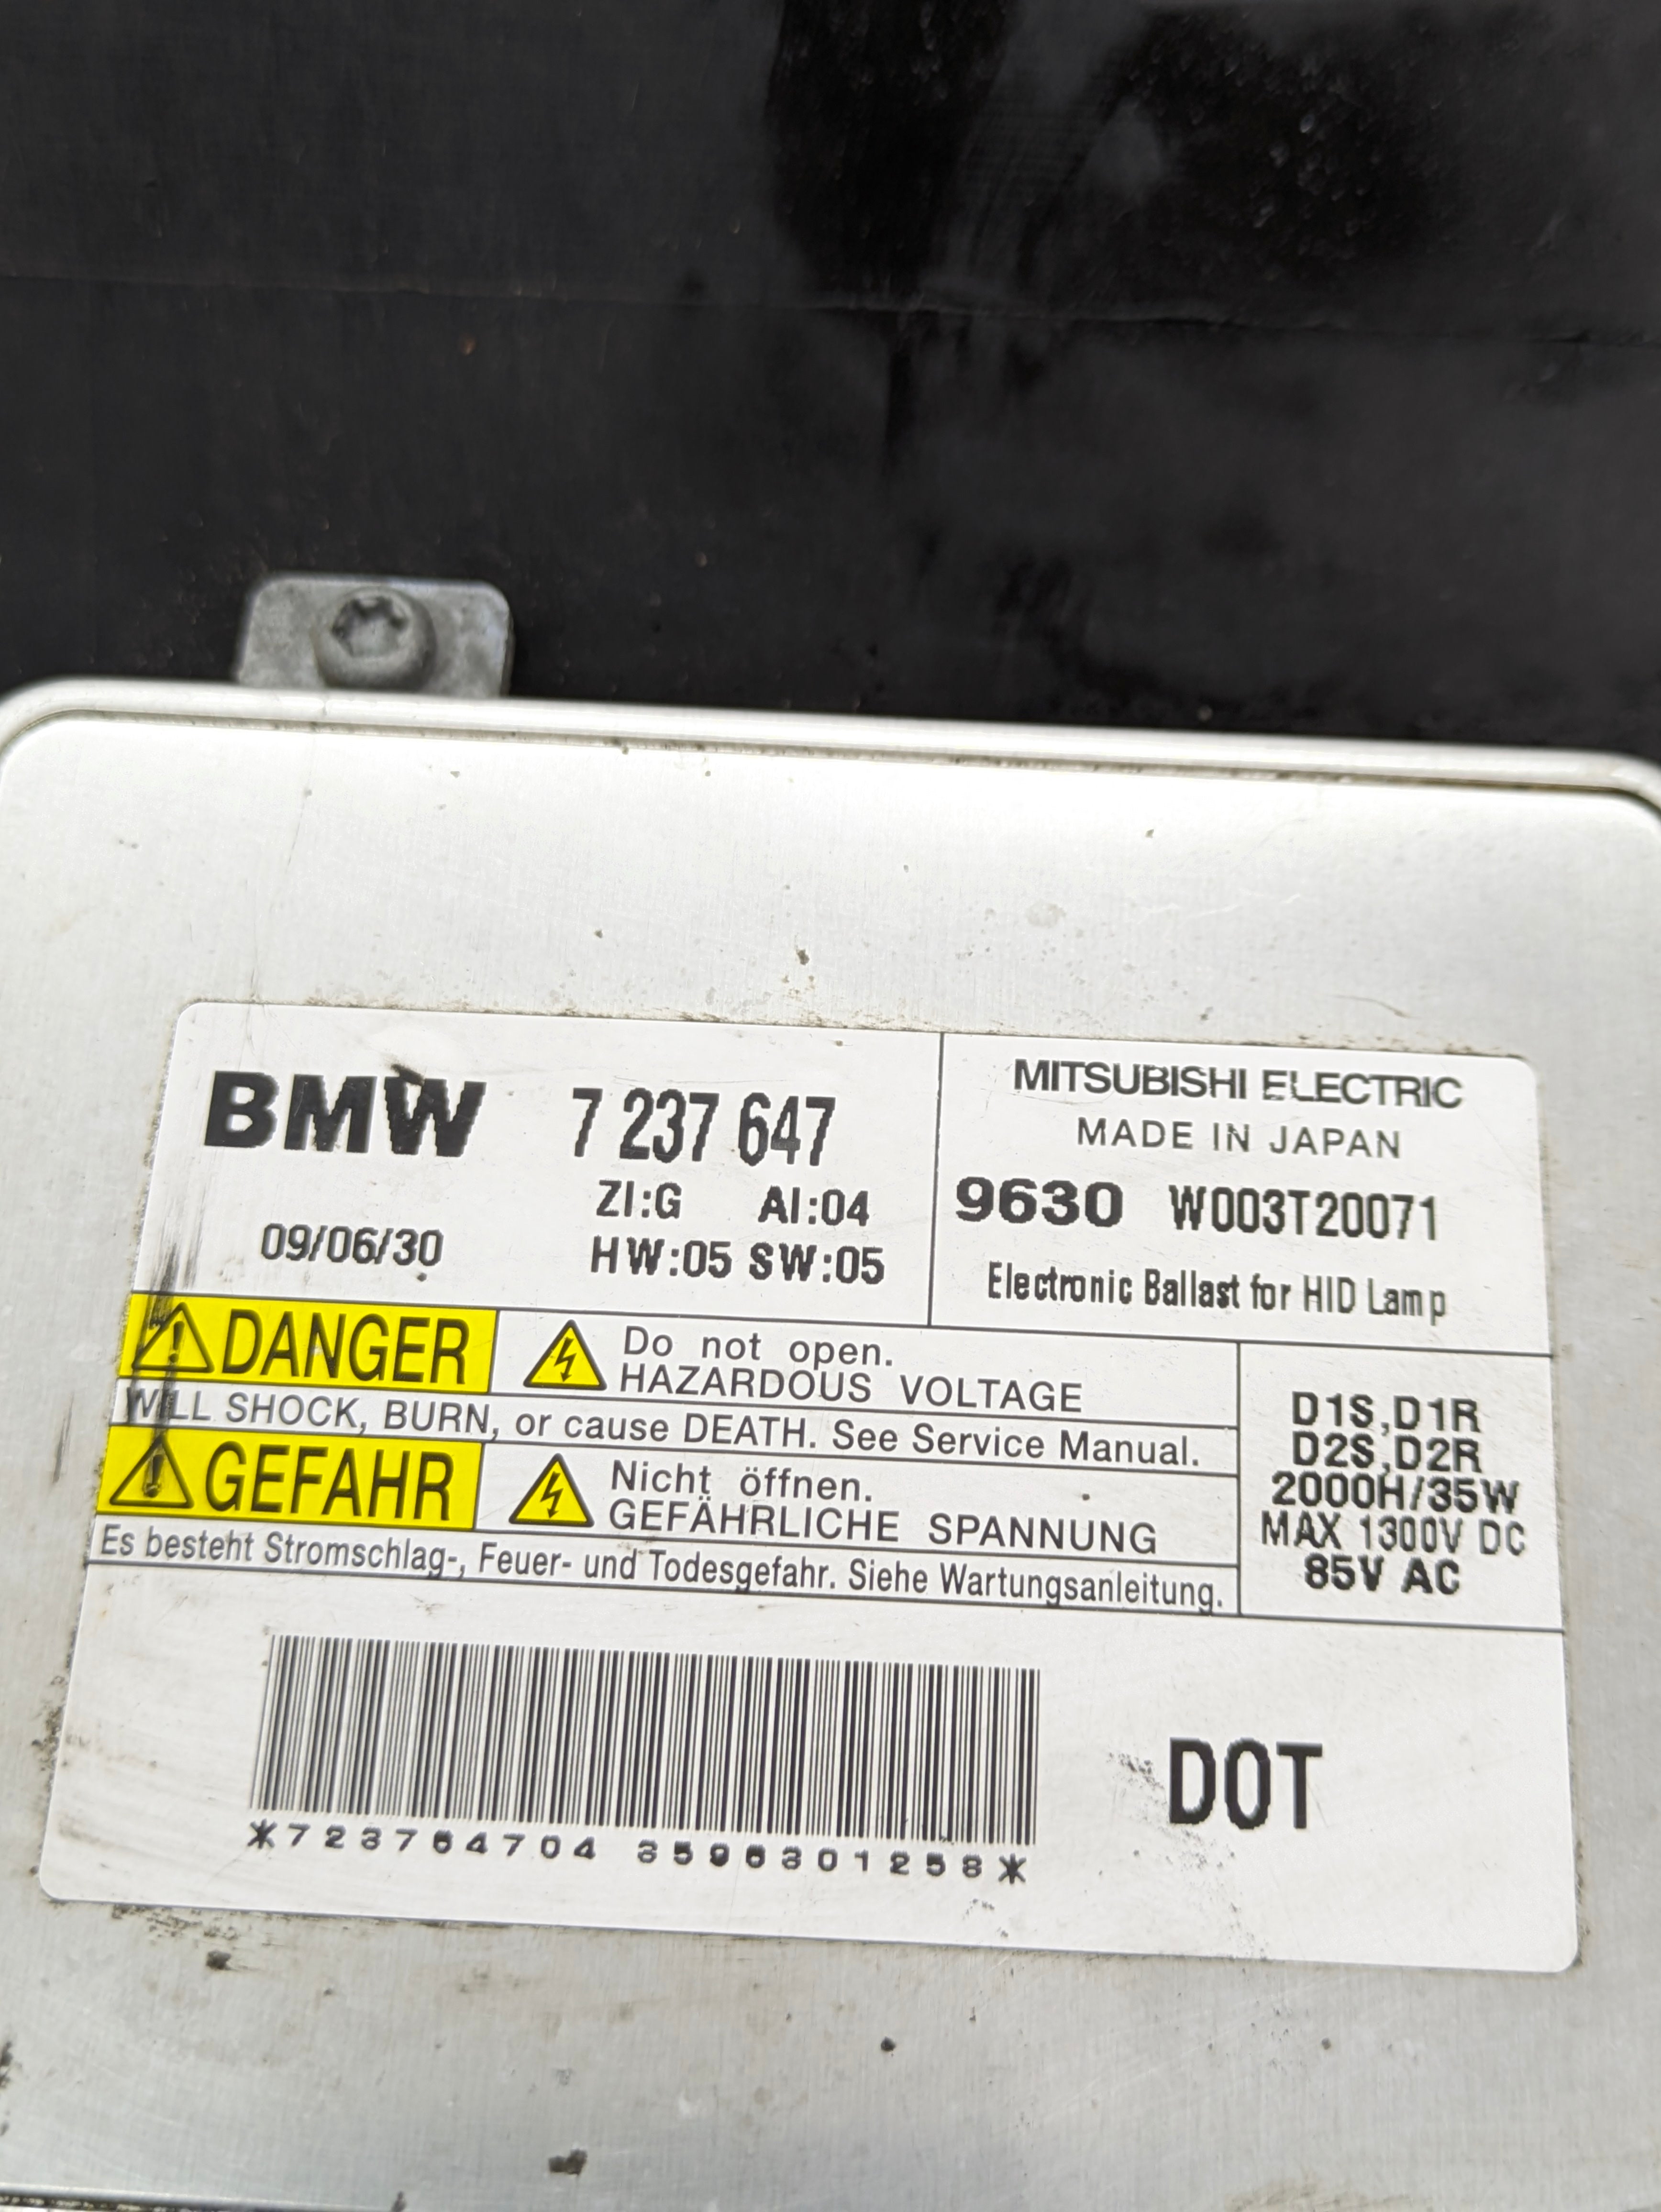 BMW 7 237 647
ZI:G AI:04
09/06/30 HW:05 SW:05
MITSUBISHI ELECTRIC
MADE IN JAPAN
9630 W003T20071
Electronic Ballast for HID Lamp
DANGER
Do not open.
HAZARDOUS VOLTAGE
WILL SHOCK, BURN, or cause DEATH. See Service Manual.
GEFAHR
Nicht öffnen.
GEFÄHRLICHE SPANNUNG
Es besteht Stromschlag-, Feuer- und Todesgefahr. Siehe Wartungsanleitung.
D1S,D1R
D2S,D2R
2000H/35W
MAX 1300V DC
85V AC
*723764704 3596301258*
DOT